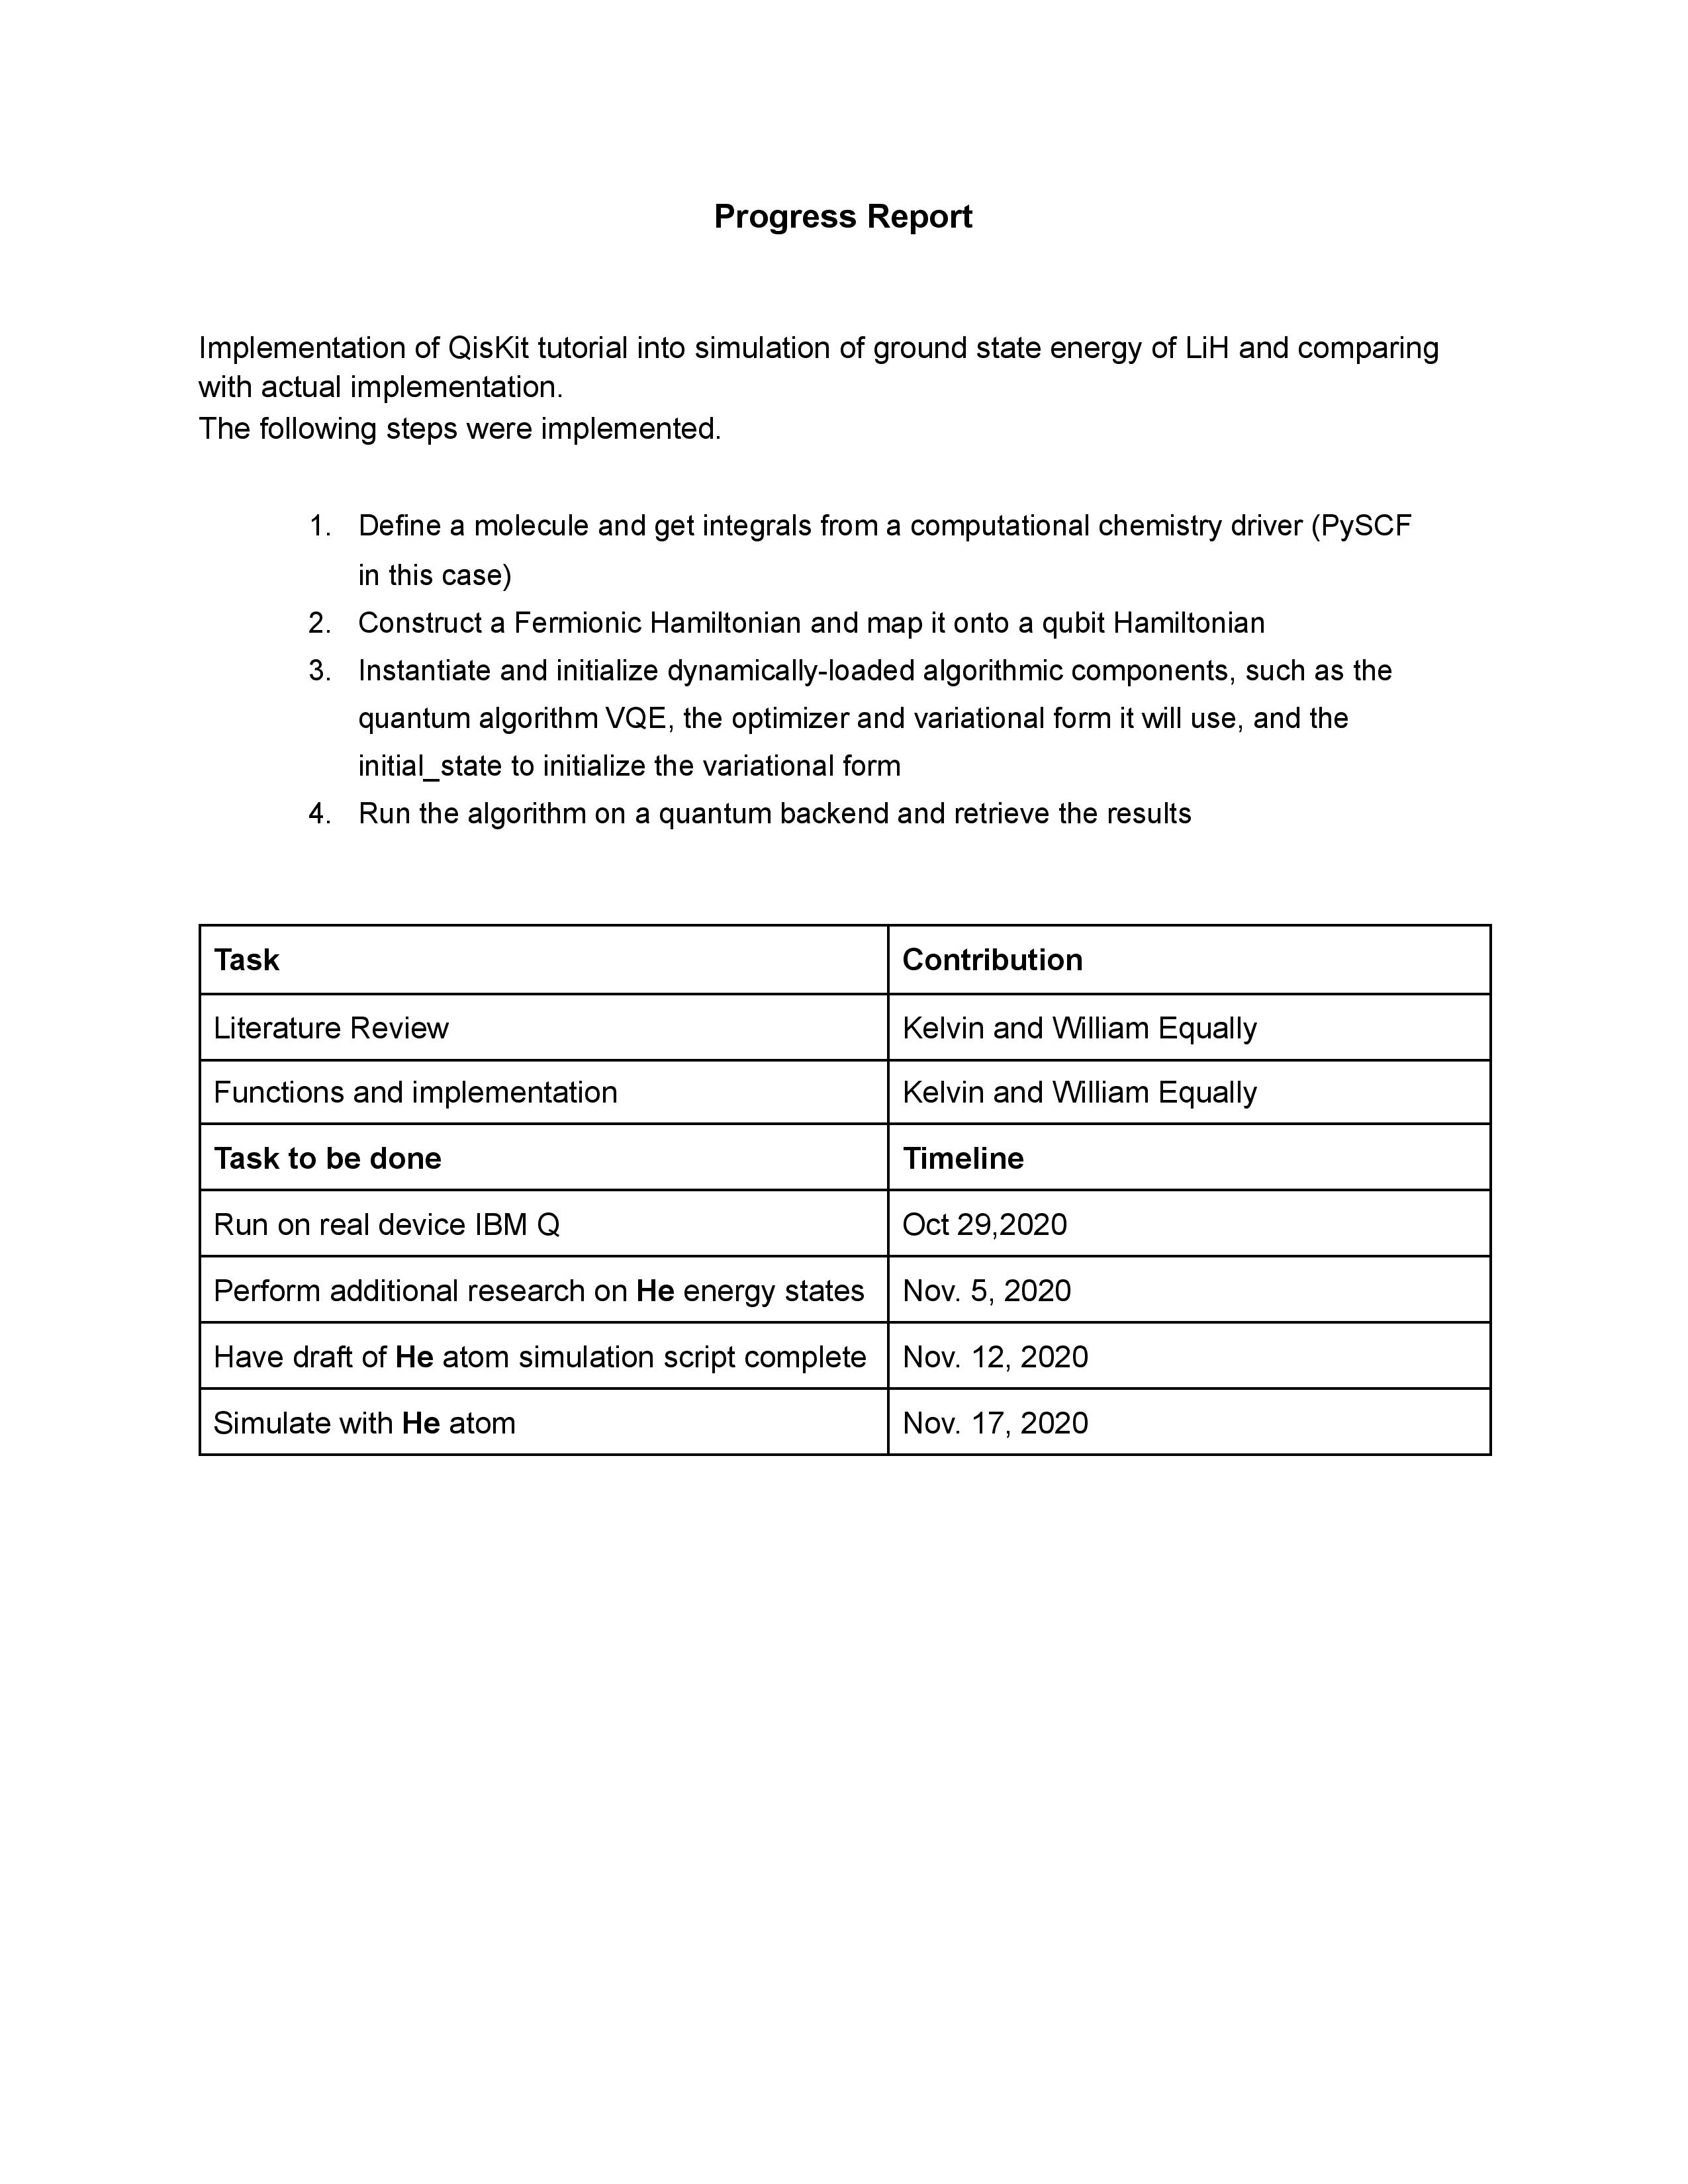 Progress Report
Implementation of QisKit tutorial into simulation of ground state energy of LiH and comparing
with actual implementation.
The following steps were implemented.
1. Define a molecule and get integrals from a computational chemistry driver (PySCF
in this case)
2. Construct a Fermionic Hamiltonian and map it onto a qubit Hamiltonian
3. Instantiate and initialize dynamically-loaded algorithmic components, such as the
quantum algorithm VQE, the optimizer and variational form it will use, and the
initial_state to initialize the variational form
4. Run the algorithm on a quantum backend and retrieve the results
Task Contribution
Literature Review Kelvin and William Equally
Functions and implementation Kelvin and William Equally
Task to be done Timeline
Run on real device IBM Q Oct 29,2020
Perform additional research on He energy states Nov. 5, 2020
Have draft of He atom simulation script complete Nov. 12, 2020
Simulate with He atom Nov. 17, 2020